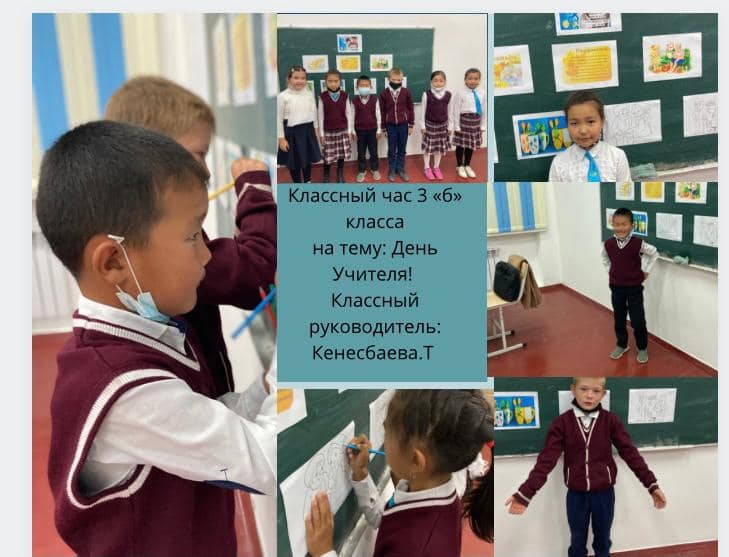 Классный час 3 «б»
класса
на тему: День
Учителя!
Классный
руководитель:
Кенесбаева.Т